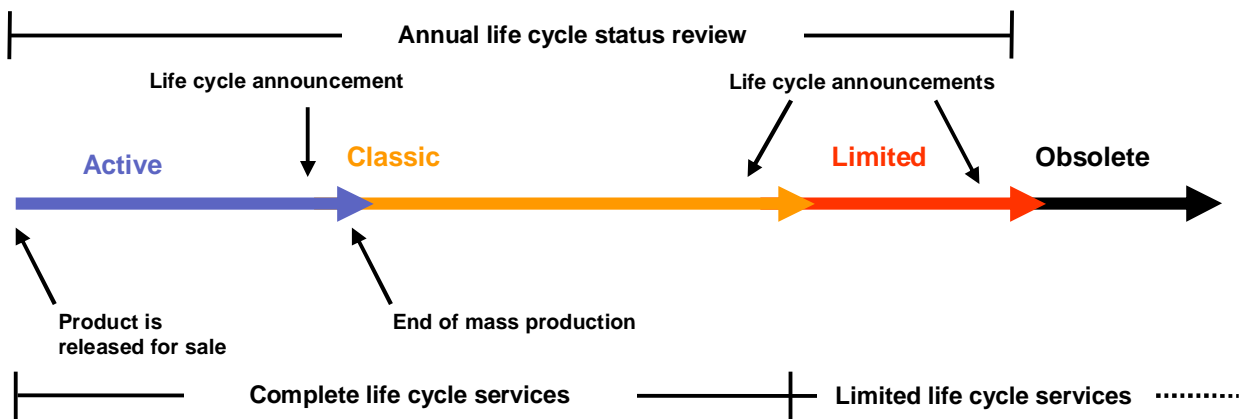 Annual life cycle status review
Life cycle announcement
Life cycle announcements
Active
Classic
Limited
Obsolete
Product is
released for sale
End of mass production
Complete life cycle services
Limited life cycle services